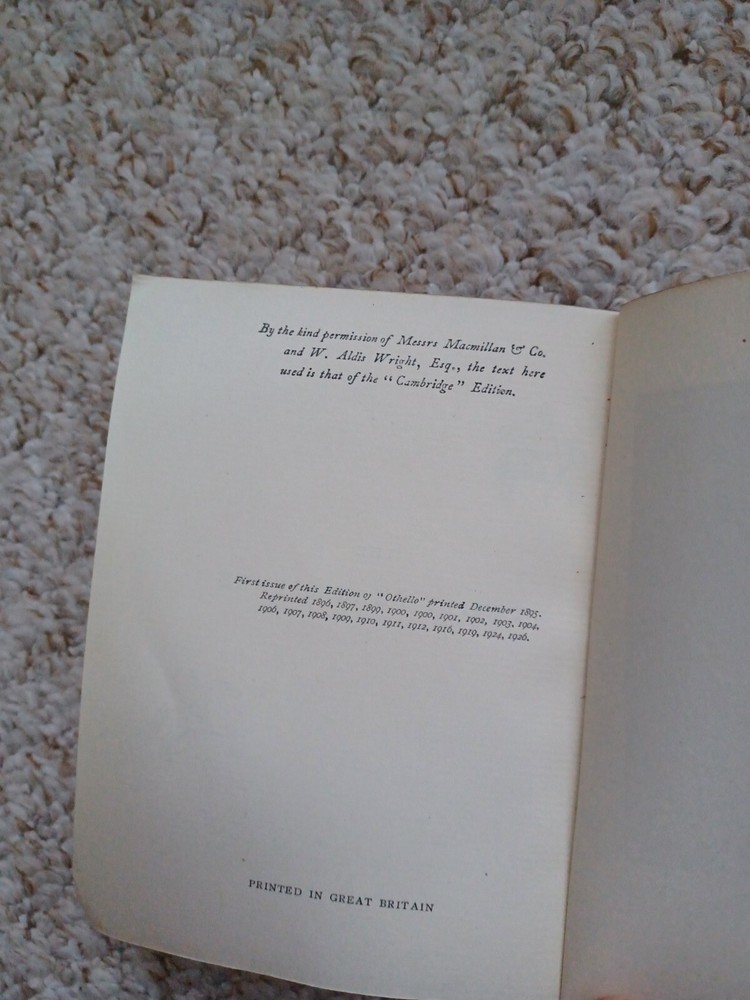 By the kind permission of Messrs Macmillan & Co.
and W. Aldis Wright, Esq., the text here
used is that of the “Cambridge” Edition.
First issue of this Edition of “Othello” printed December 1895.
Reprinted 1896, 1897, 1899, 1900, 1900, 1901, 1902, 1903, 1904,
1906, 1907, 1908, 1909, 1910, 1911, 1912, 1916, 1919, 1924, 1926.
PRINTED IN GREAT BRITAIN